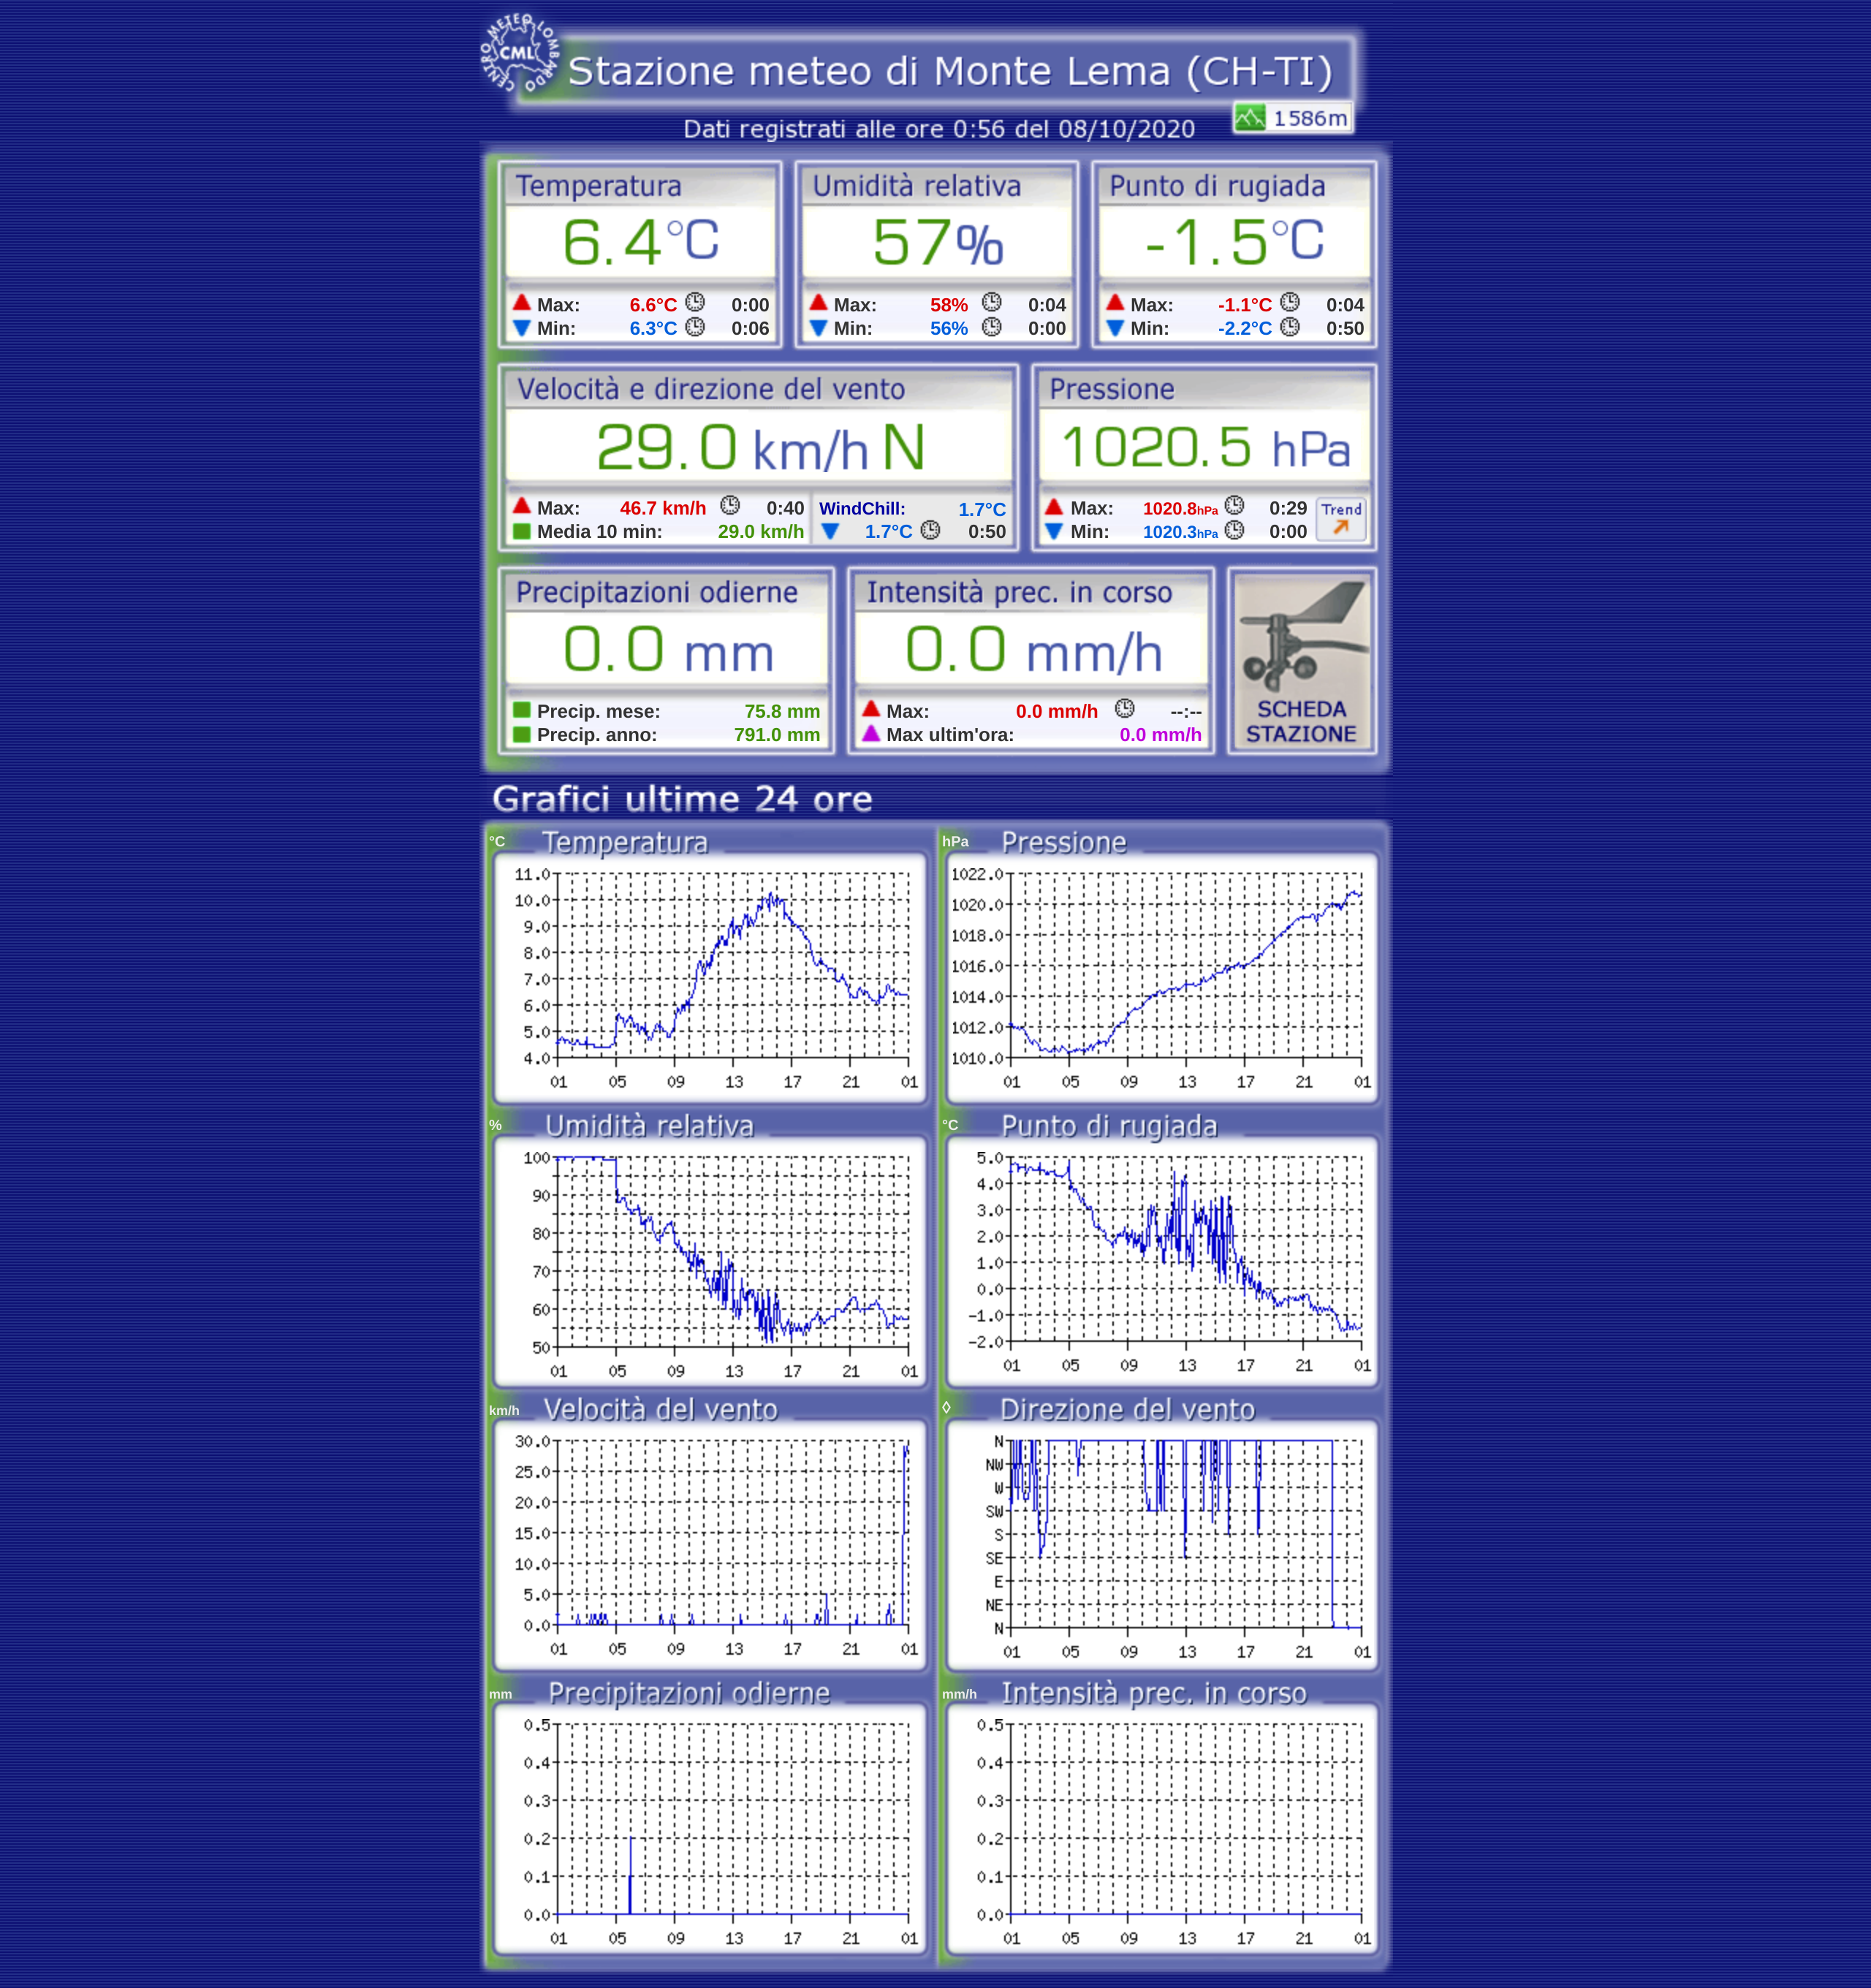 CENTRO METEO LOMBARDO
CML
Stazione meteo di Monte Lema (CH-TI)
1586m
Dati registrati alle ore 0:56 del 08/10/2020
Temperatura
6.4°C
Max: 6.6°C 0:00
Min: 6.3°C 0:06
Umidità relativa
57%
Max: 58% 0:04
Min: 56% 0:00
Punto di rugiada
-1.5°C
Max: -1.1°C 0:04
Min: -2.2°C 0:50
Velocità e direzione del vento
29.0 km/h N
Max: 46.7 km/h 0:40
Media 10 min: 29.0 km/h
WindChill: 1.7°C
1.7°C 0:50
Pressione
1020.5 hPa
Max: 1020.8hPa 0:29
Min: 1020.3hPa 0:00
Trend
Precipitazioni odierne
0.0 mm
Precip. mese: 75.8 mm
Precip. anno: 791.0 mm
Intensità prec. in corso
0.0 mm/h
Max: 0.0 mm/h --:--
Max ultim'ora: 0.0 mm/h
SCHEDA
STAZIONE
Grafici ultime 24 ore
°C Temperatura
11.0
10.0
9.0
8.0
7.0
6.0
5.0
4.0
01 05 09 13 17 21 01
hPa Pressione
1022.0
1020.0
1018.0
1016.0
1014.0
1012.0
1010.0
01 05 09 13 17 21 01
% Umidità relativa
100
90
80
70
60
50
01 05 09 13 17 21 01
°C Punto di rugiada
5.0
4.0
3.0
2.0
1.0
0.0
-1.0
-2.0
01 05 09 13 17 21 01
km/h Velocità del vento
30.0
25.0
20.0
15.0
10.0
5.0
0.0
01 05 09 13 17 21 01
◊ Direzione del vento
N
NW
W
SW
S
SE
E
NE
N
01 05 09 13 17 21 01
mm Precipitazioni odierne
0.5
0.4
0.3
0.2
0.1
0.0
01 05 09 13 17 21 01
mm/h Intensità prec. in corso
0.5
0.4
0.3
0.2
0.1
0.0
01 05 09 13 17 21 01